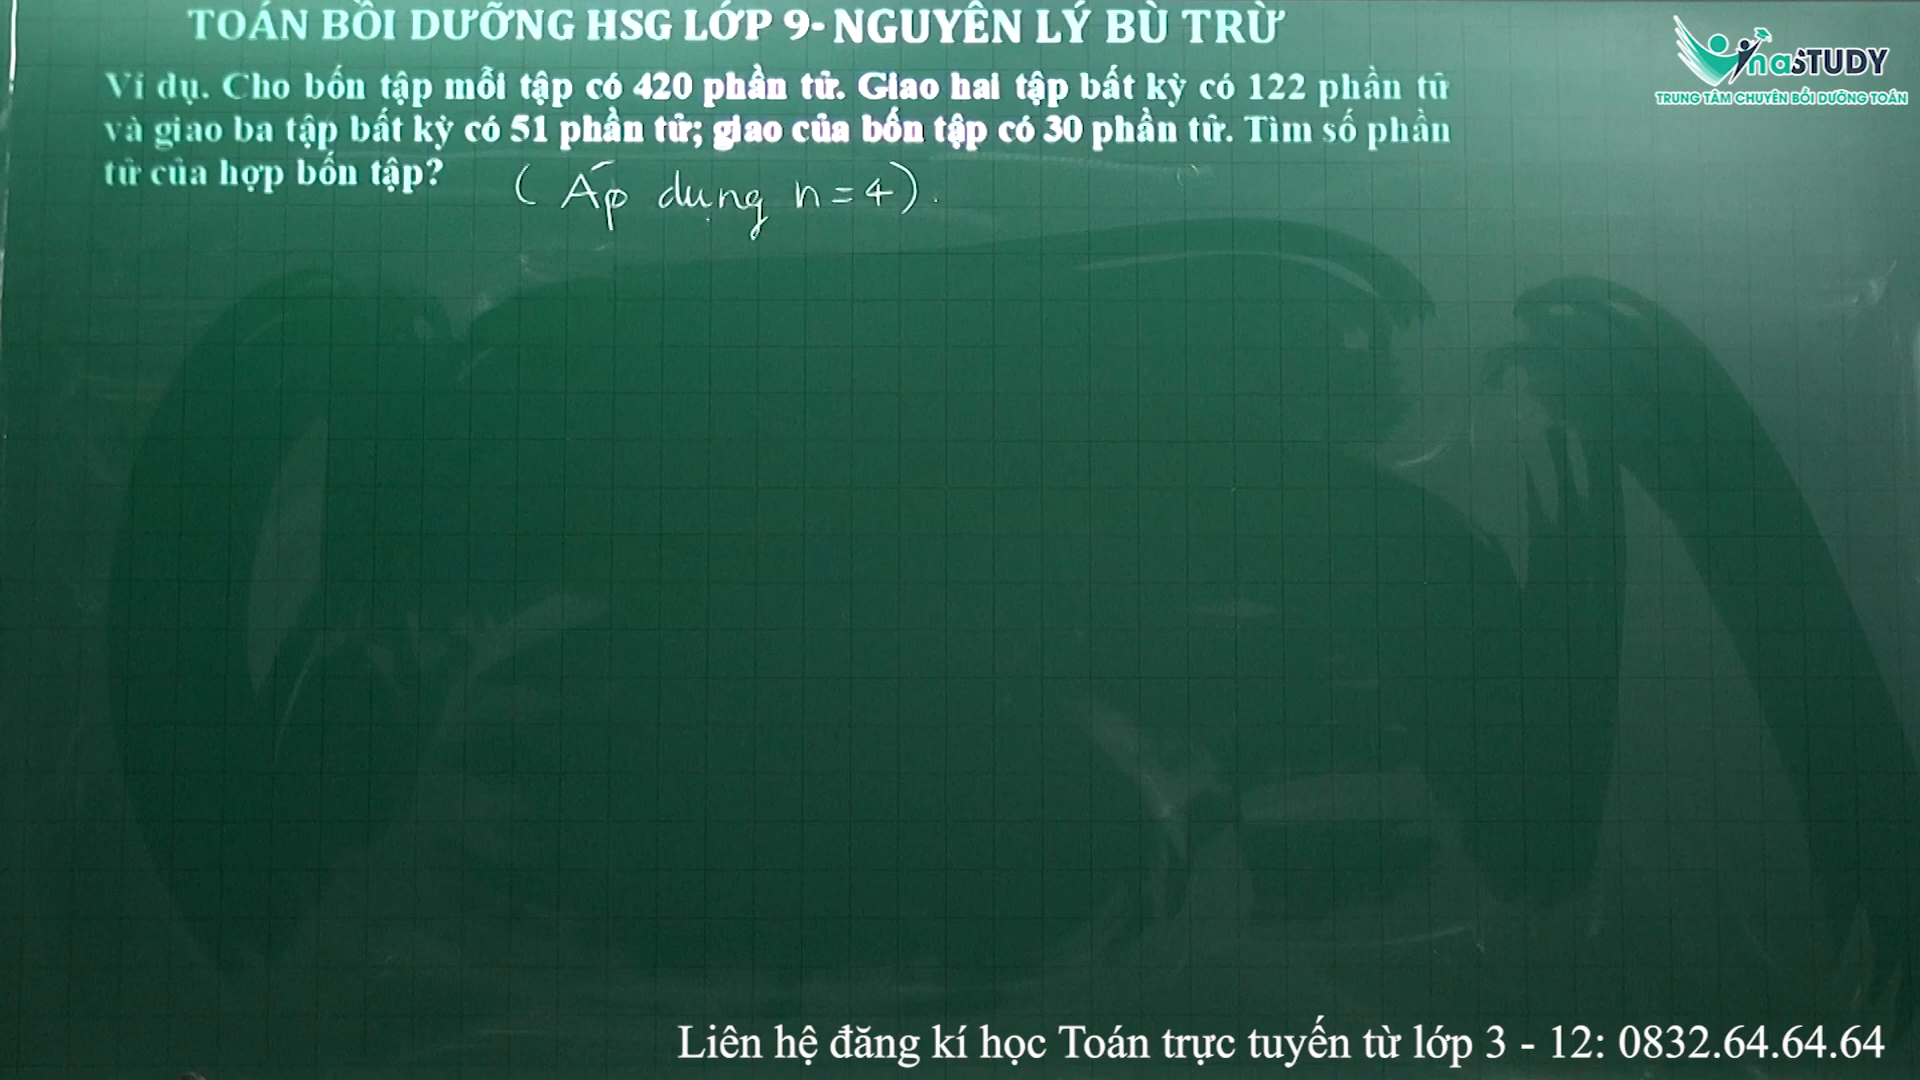 TOÁN BỒI DƯỠNG HSG LỚP 9- NGUYÊN LÝ BÙ TRỪ
Ví dụ. Cho bốn tập mỗi tập có 420 phần tử. Giao hai tập bất kỳ có 122 phần tử
và giao ba tập bất kỳ có 51 phần tử; giao của bốn tập có 30 phần tử. Tìm số phần
tử của hợp bốn tập?
(Áp dụng n=4).
VinaSTUDY
TRUNG TÂM CHUYÊN BỒI DƯỠNG TOÁN
Liên hệ đăng kí học Toán trực tuyến từ lớp 3 - 12: 0832.64.64.64